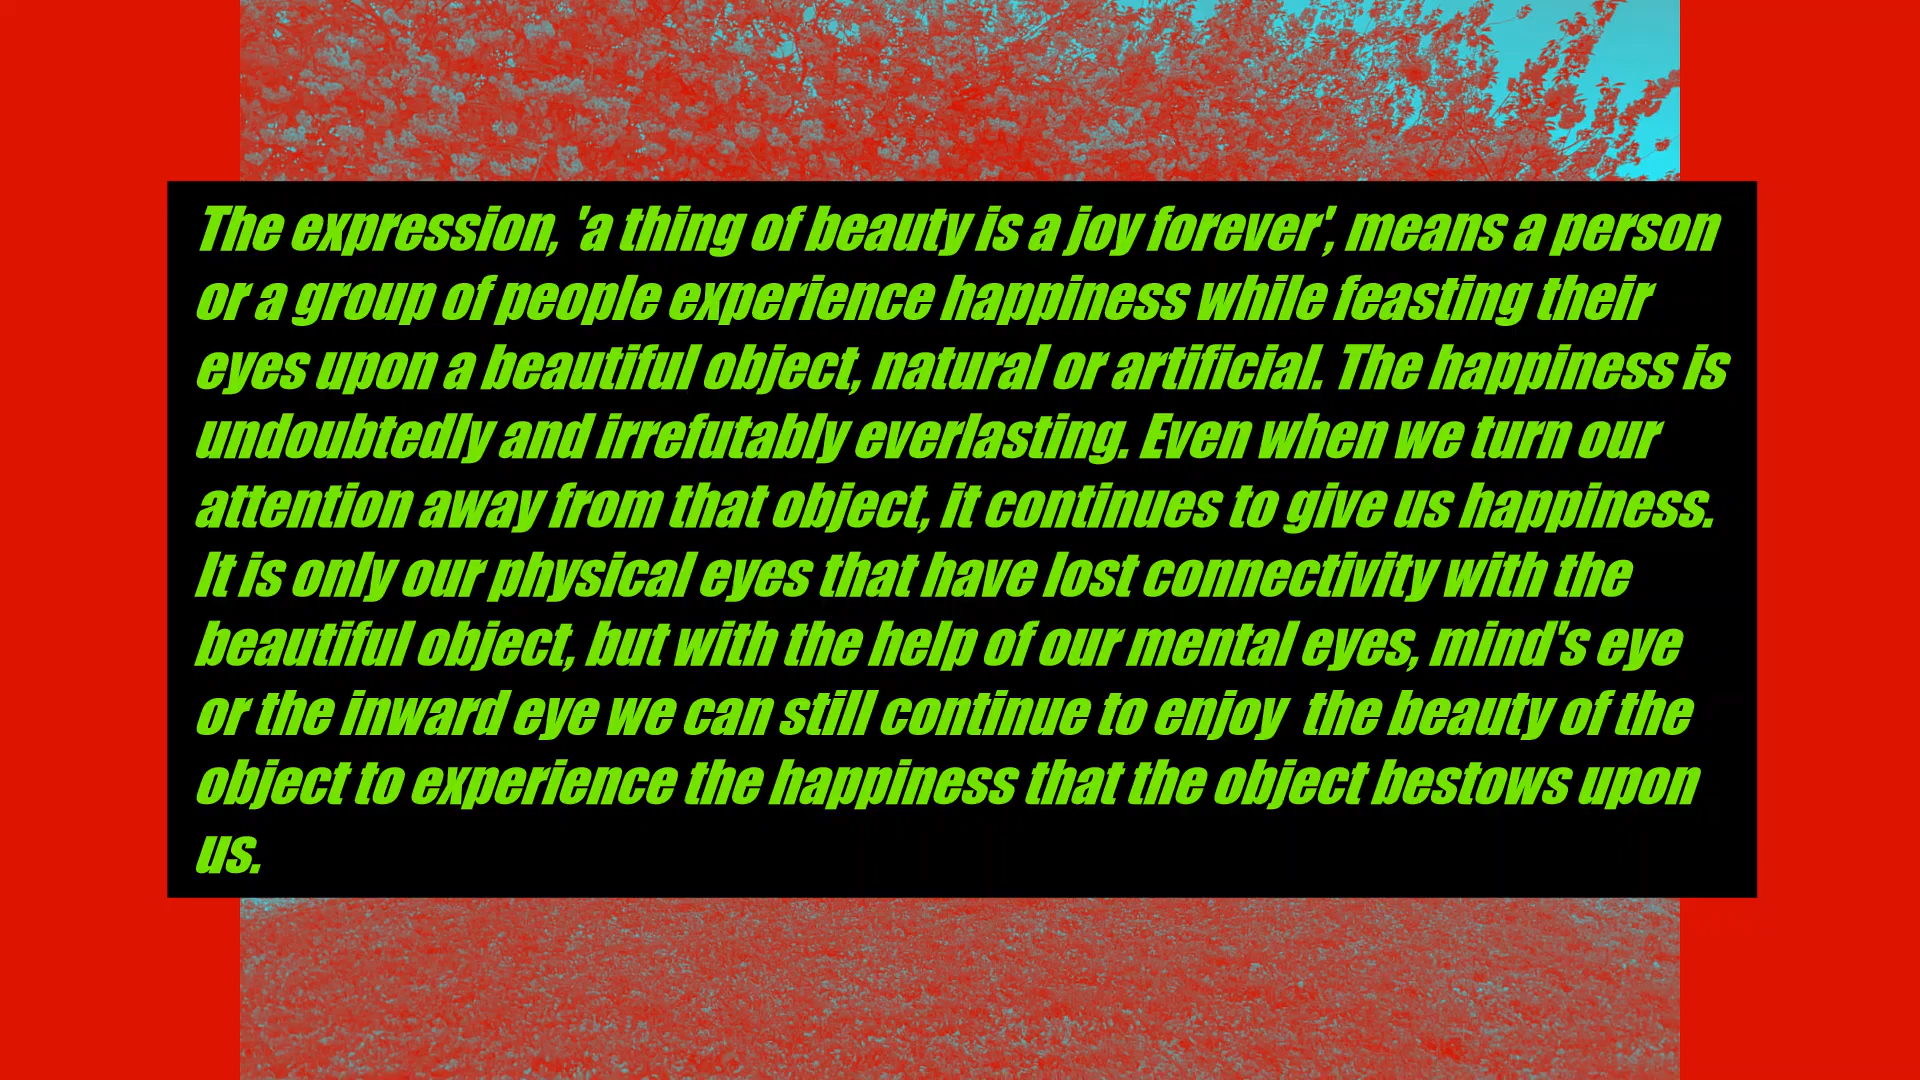 The expression, 'a thing of beauty is a joy forever', means a person
or a group of people experience happiness while feasting their
eyes upon a beautiful object, natural or artificial. The happiness is
undoubtedly and irrefutably everlasting. Even when we turn our
attention away from that object, it continues to give us happiness.
It is only our physical eyes that have lost connectivity with the
beautiful object, but with the help of our mental eyes, mind's eye
or the inward eye we can still continue to enjoy  the beauty of the
object to experience the happiness that the object bestows upon
us.